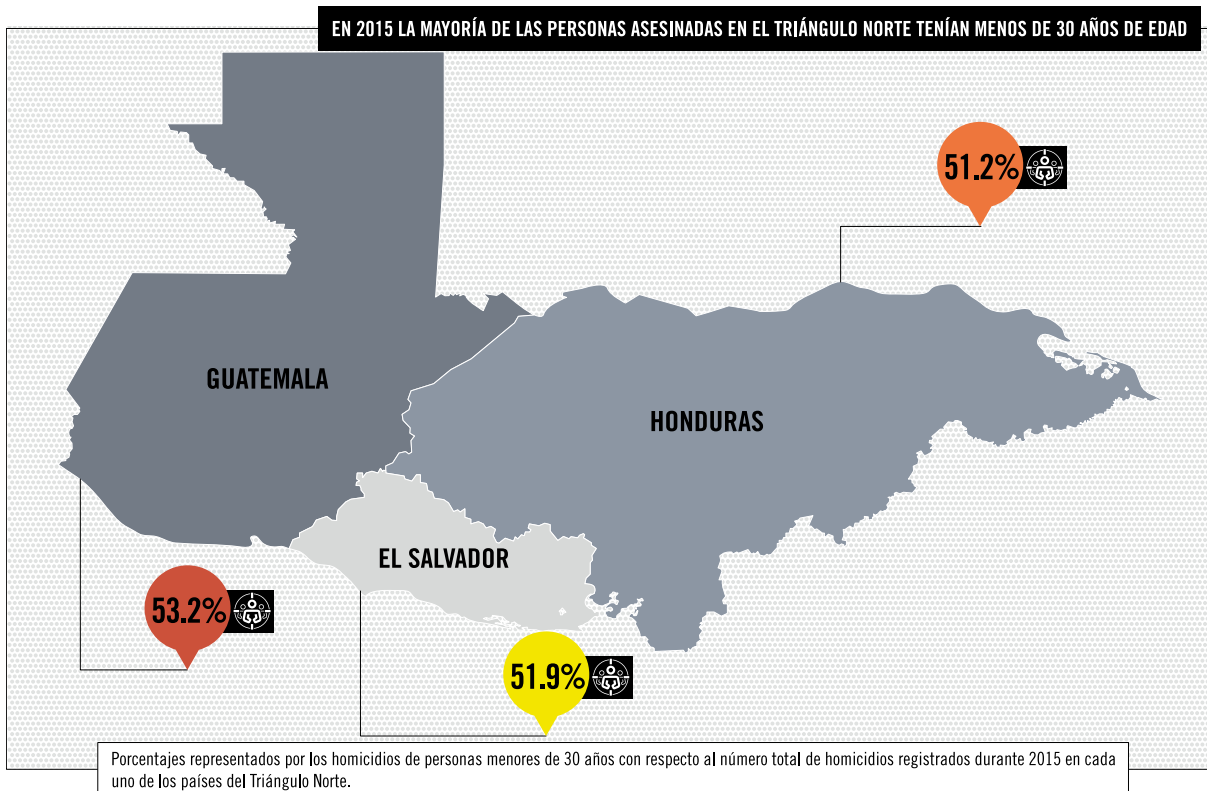 EN 2015 LA MAYORÍA DE LAS PERSONAS ASESINADAS EN EL TRIÁNGULO NORTE TENÍAN MENOS DE 30 AÑOS DE EDAD
51.2%
GUATEMALA
HONDURAS
EL SALVADOR
53.2%
51.9%
Porcentajes representados por los homicidios de personas menores de 30 años con respecto al número total de homicidios registrados durante 2015 en cada
uno de los países del Triángulo Norte.